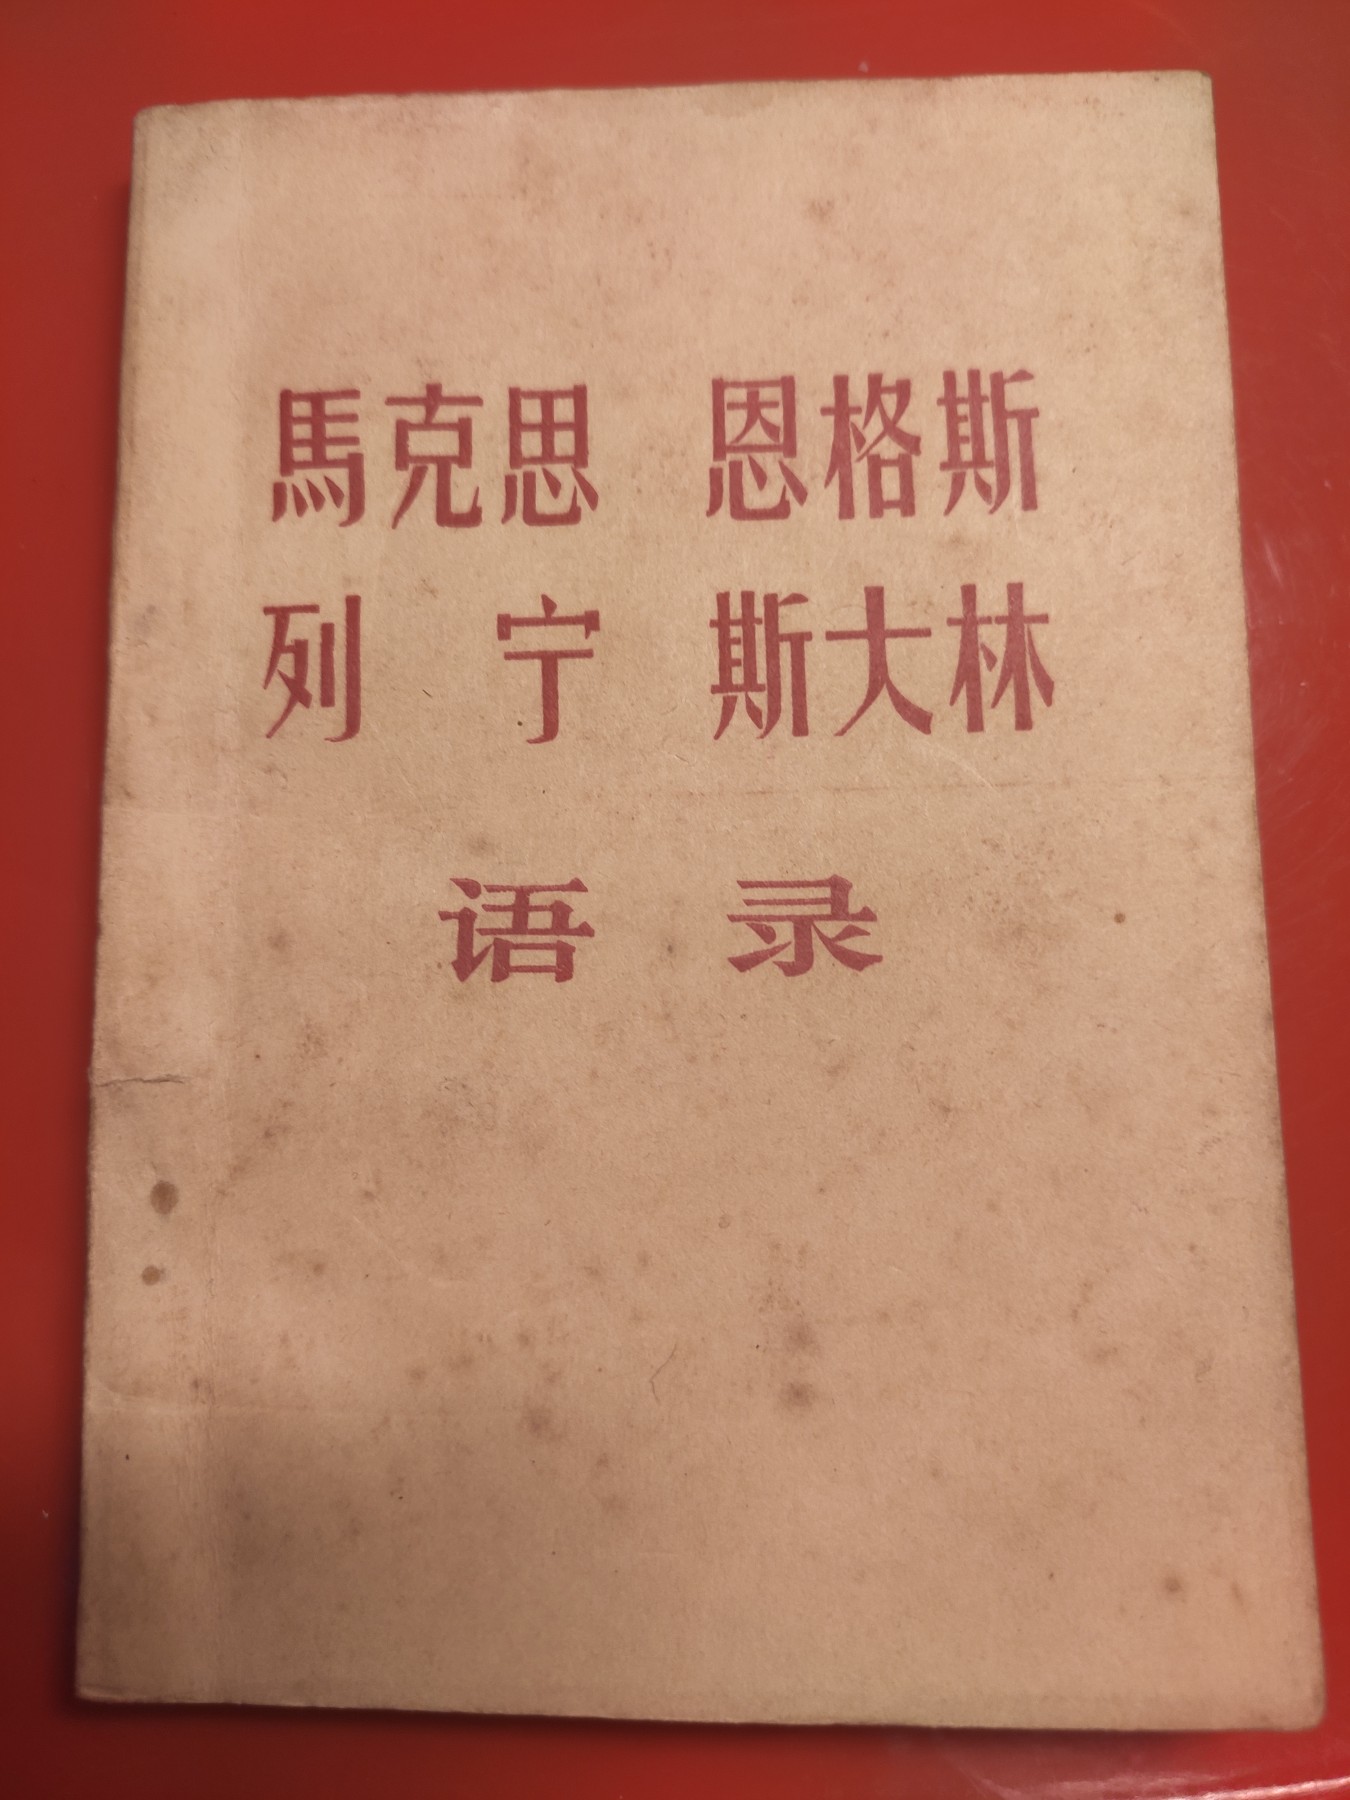 馬克思 恩格斯
列 宁 斯大林
语 录